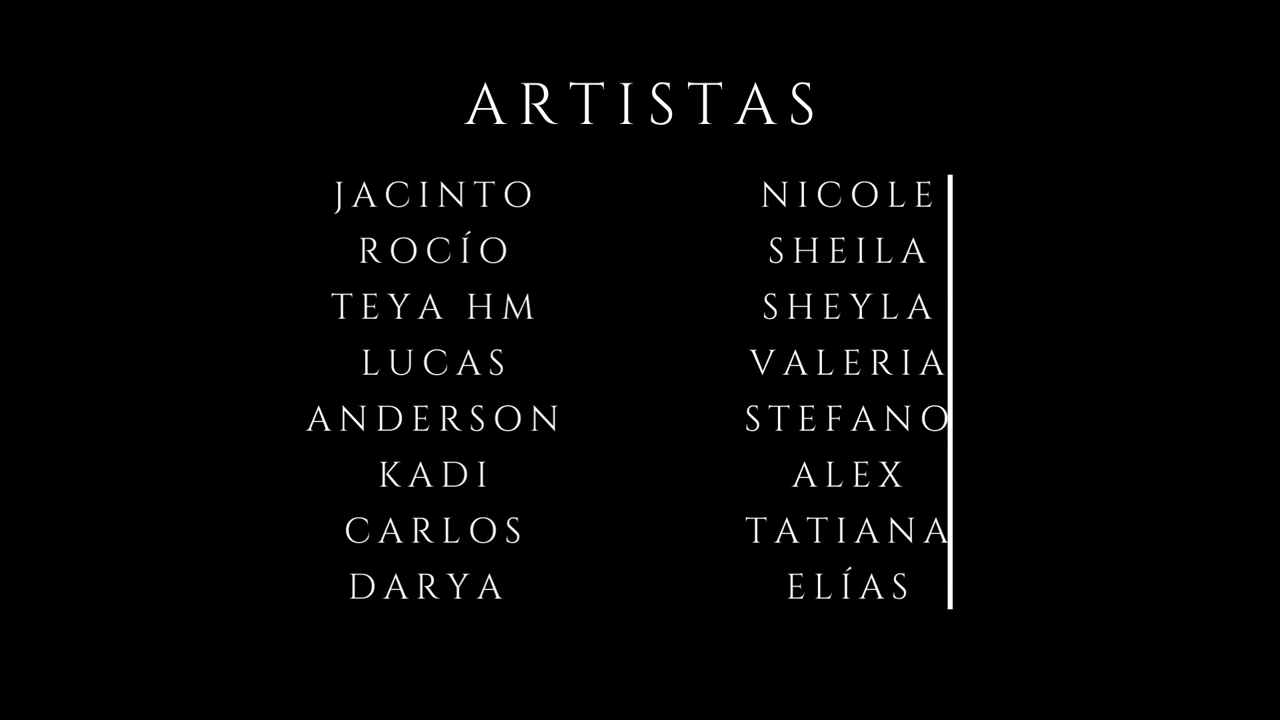 ARTISTAS
JACINTO
ROCÍO
TEYA HM
LUCAS
ANDERSON
KADI
CARLOS
DARYA
NICOLE
SHEILA
SHEYLA
VALERIA
STEFANO
ALEX
TATIANA
ELÍAS